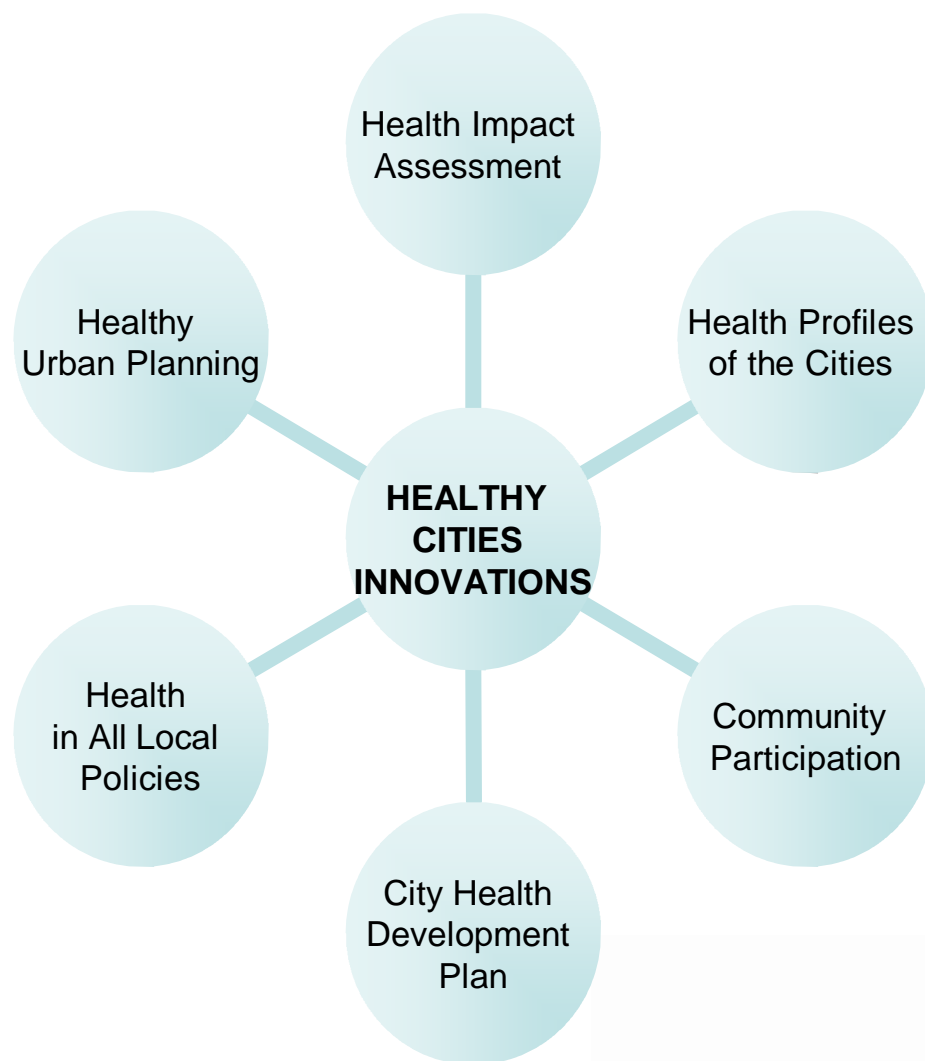 Health Impact
Assessment
Healthy
Urban Planning
Health Profiles
of the Cities
HEALTHY
CITIES
INNOVATIONS
Health
in All Local
Policies
Community
Participation
City Health
Development
Plan